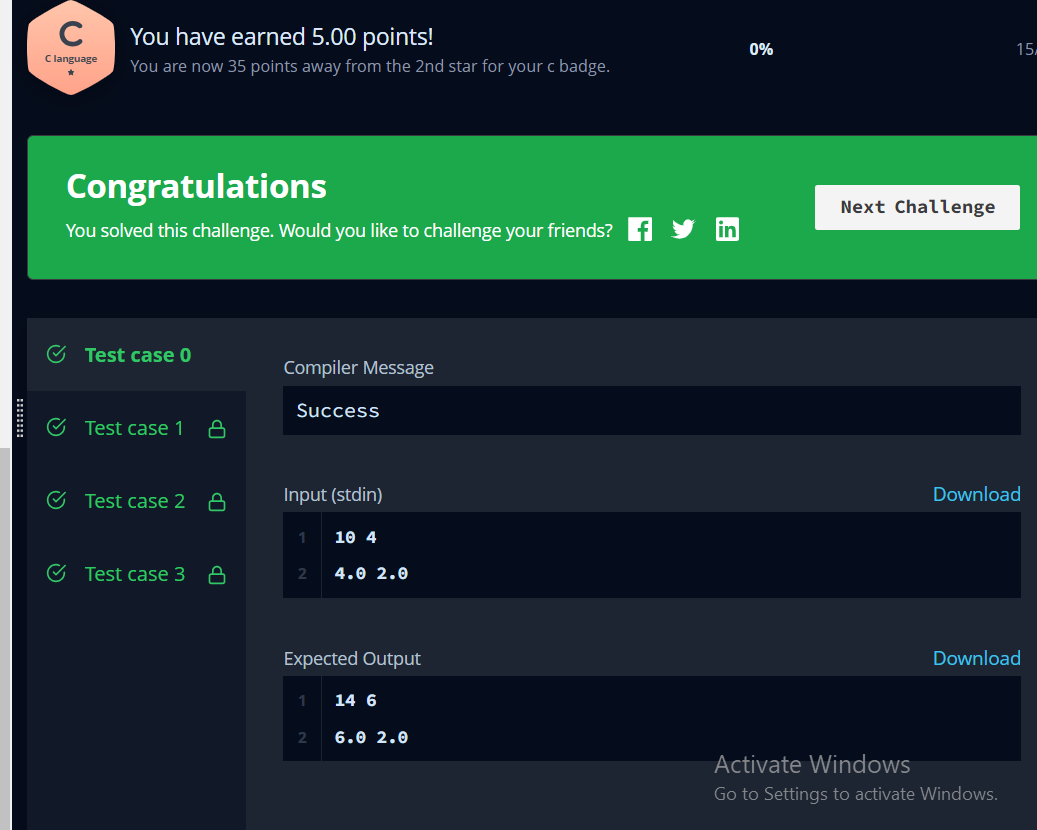 C
C language
You have earned 5.00 points!
You are now 35 points away from the 2nd star for your c badge.
0%
15/
Congratulations
You solved this challenge. Would you like to challenge your friends?
Next Challenge
Test case 0
Test case 1
Test case 2
Test case 3
Compiler Message
Success
Input (stdin)
Download
1 10 4
2 4.0 2.0
Expected Output
Download
1 14 6
2 6.0 2.0
Activate Windows
Go to Settings to activate Windows.